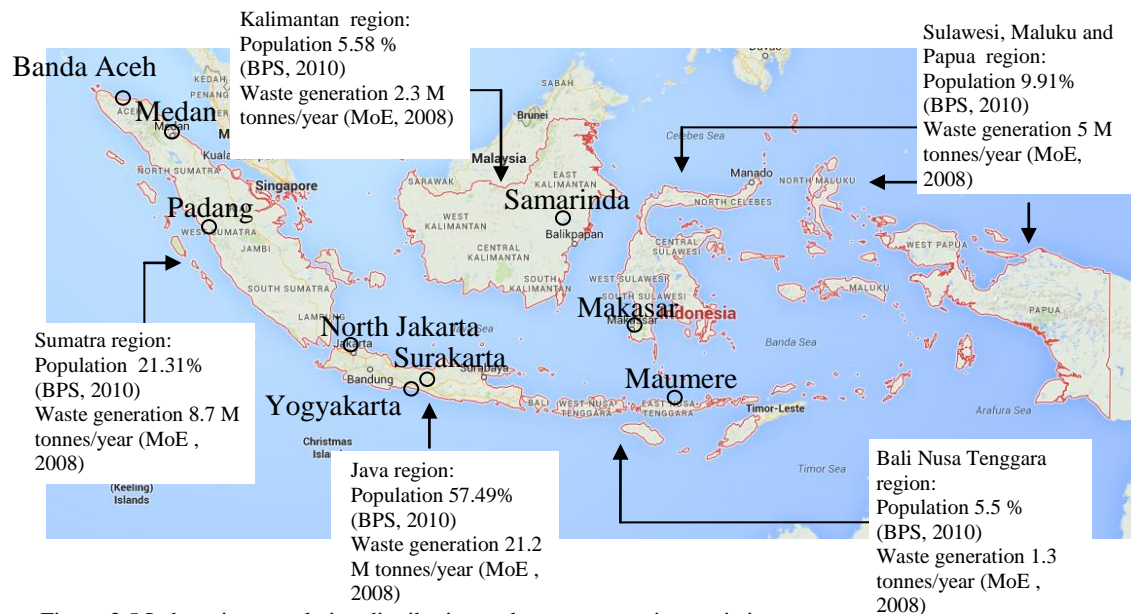 Kalimantan region:
Population 5.58 %
(BPS, 2010)
Waste generation 2.3 M
tonnes/year (MoE, 2008)
Sulawesi, Maluku and
Papua region:
Population 9.91%
(BPS, 2010)
Waste generation 5 M
tonnes/year (MoE,
2008)
Banda Aceh
ACEH
Medan
Medan
KEDAH
Kuala
NORTH SUMATRA
Singapore
Padang
WEST SUMATRA
JAMBI
SOUTH SUMATRA
LAMPUNG
SABAH
Brunei
Malaysia
SARAWAK
EAST
KALIMANTAN
WEST
KALIMANTAN
Samarinda
Balikpapan
CENTRAL
KALIMANTAN
SOUTH
KALIMANTAN
Davao
Celebes Sea
Manado
NORTH CELEBES
NORTH MALUKU
CENTRAL
SULAWESI
WEST SULAWESI
SOUTH SULAWESI
Makasar
Makassar
Indonesia
MALUKU
WEST PAPUA
PAPUA
Banda Sea
Arafura Sea
Timor Sea
North Jakarta
Jakarta
Sea
Surakarta
Surabaya
Bandung
Yogyakarta
BALI
WEST NUSA
TENGGARA
Maumere
EAST NUSA
TENGGARA
Timor-Leste
Christmas
Island
(Keeling)
Islands
Sumatra region:
Population 21.31%
(BPS, 2010)
Waste generation 8.7 M
tonnes/year (MoE ,
2008)
Java region:
Population 57.49%
(BPS, 2010)
Waste generation 21.2
M tonnes/year (MoE ,
2008)
Bali Nusa Tenggara
region:
Population 5.5 %
(BPS, 2010)
Waste generation 1.3
tonnes/year (MoE ,
2008)